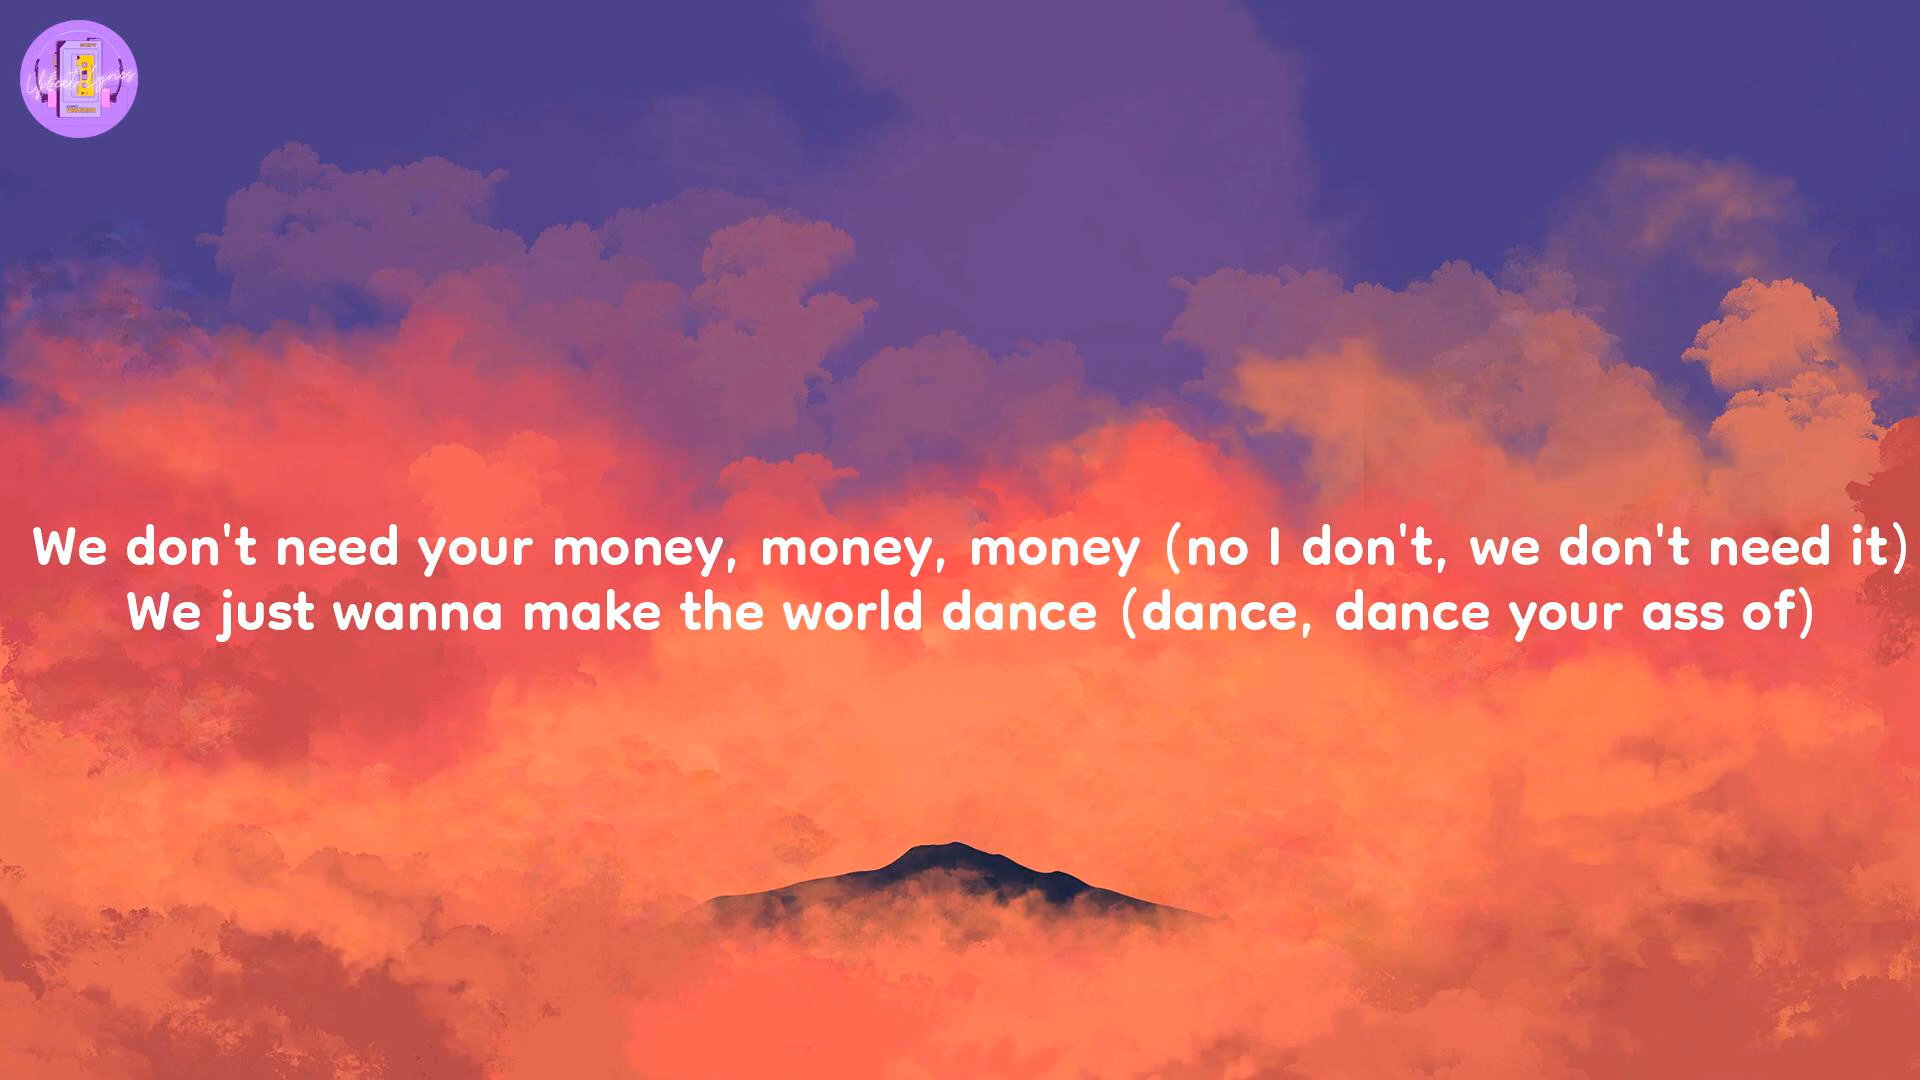 We don't need your money, money, money (no I don't, we don't need it)
We just wanna make the world dance (dance, dance your ass of)